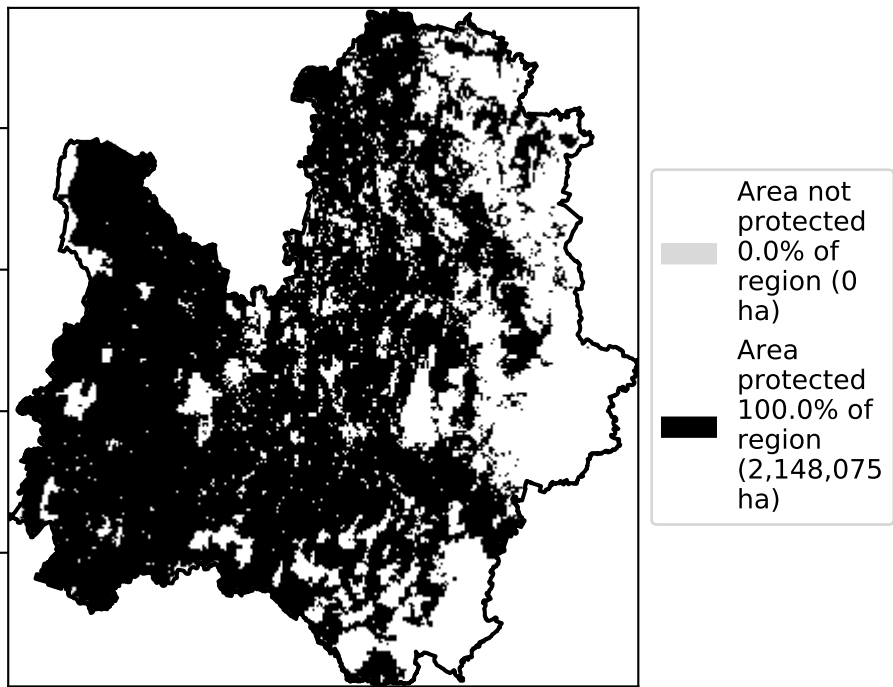 Area not
protected
0.0% of
region (0
ha)
Area
protected
100.0% of
region
(2,148,075
ha)